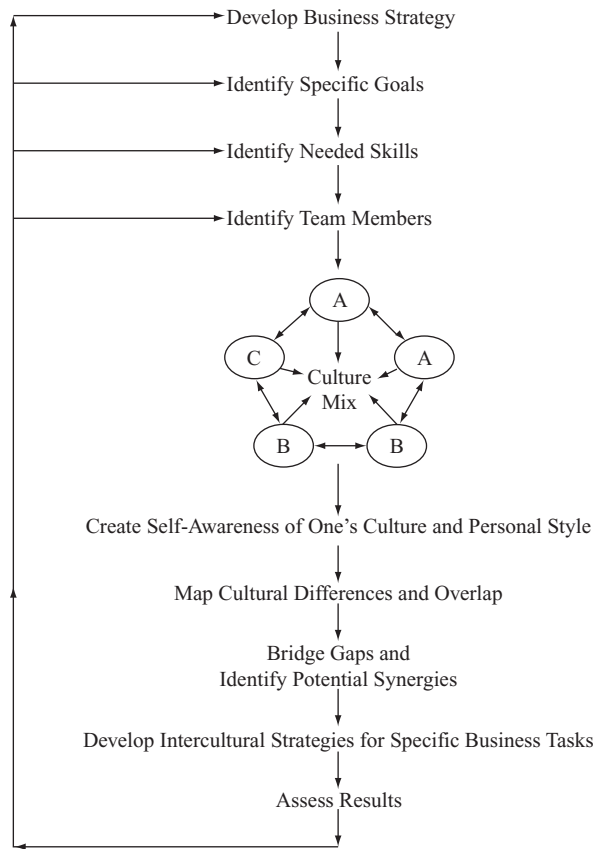 Develop Business Strategy
Identify Specific Goals
Identify Needed Skills
Identify Team Members
A
C
A
Culture
Mix
B
B
Create Self-Awareness of One’s Culture and Personal Style
Map Cultural Differences and Overlap
Bridge Gaps and
Identify Potential Synergies
Develop Intercultural Strategies for Specific Business Tasks
Assess Results